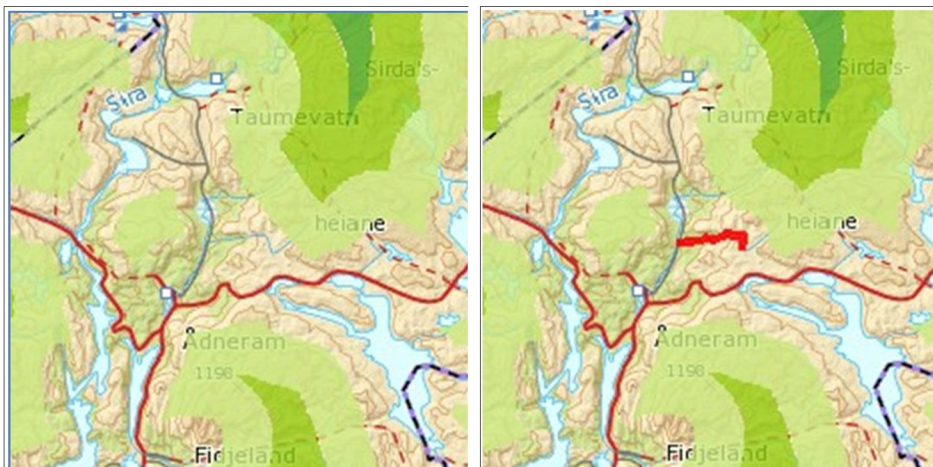 Sira
Sirda's-
Taumevatn
heiane
Ådneram
1198
Fidjeland
Sira
Sirda's-
Taumevatn
heiane
Ådneram
1198
Fidjeland